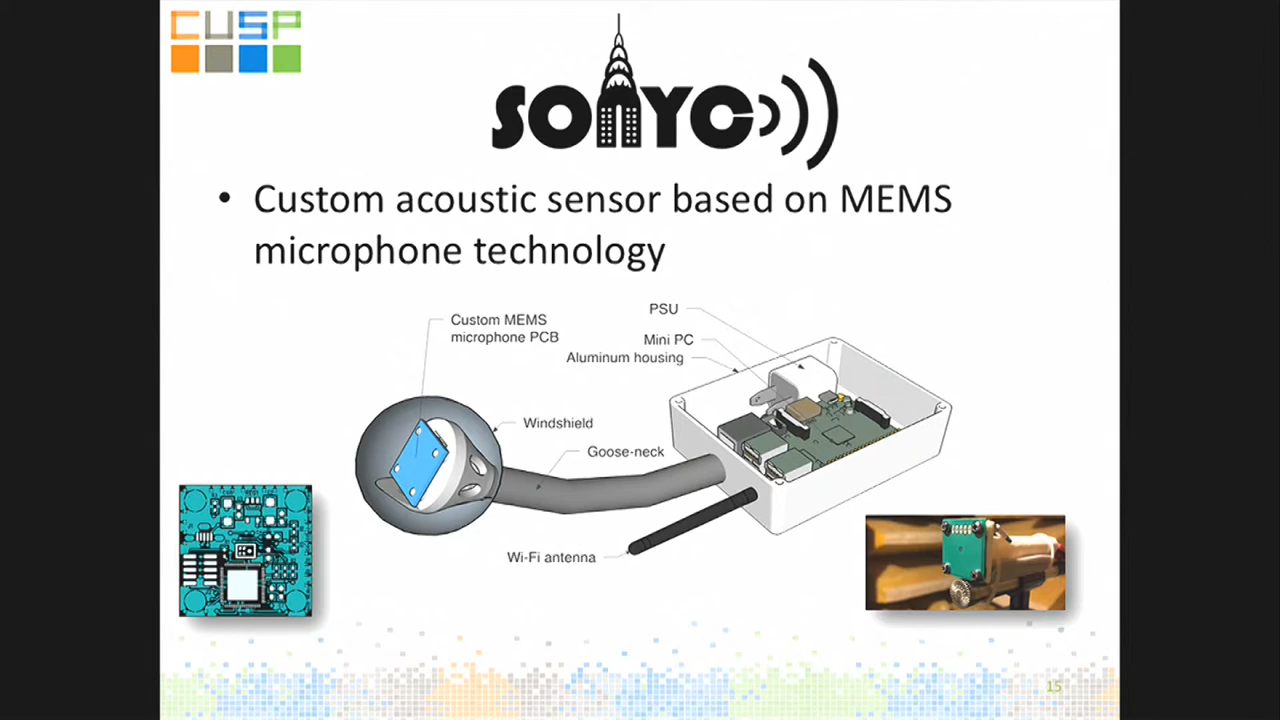 CUSP
SONYC
• Custom acoustic sensor based on MEMS
microphone technology
PSU
Custom MEMS
microphone PCB
Mini PC
Aluminum housing
Windshield
Goose-neck
Wi-Fi antenna
15